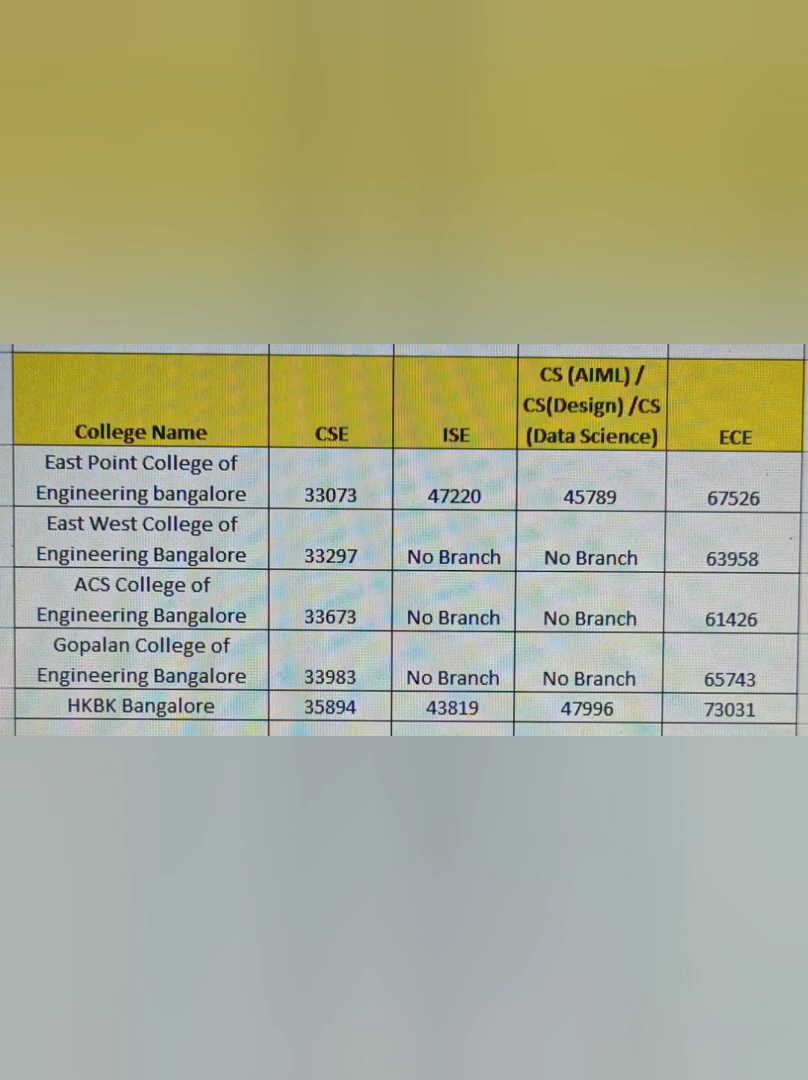 College Name CSE ISE CS (AIML) / CS(Design) /CS (Data Science) ECE
East Point College of Engineering bangalore 33073 47220 45789 67526
East West College of Engineering Bangalore 33297 No Branch No Branch 63958
ACS College of Engineering Bangalore 33673 No Branch No Branch 61426
Gopalan College of Engineering Bangalore 33983 No Branch No Branch 65743
HKBK Bangalore 35894 43819 47996 73031